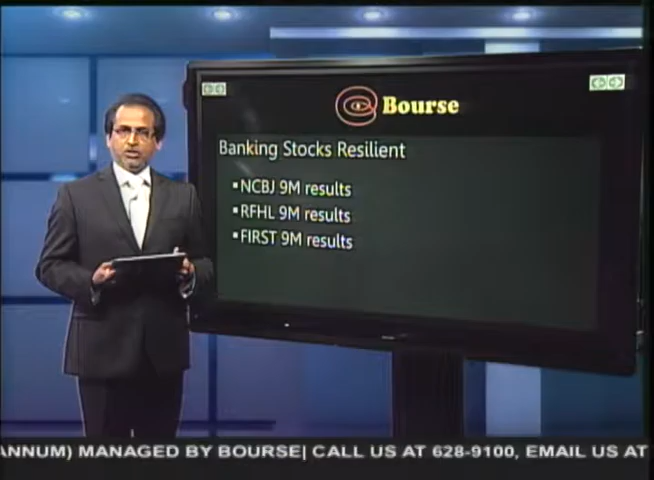 Bourse
Banking Stocks Resilient
▪NCBJ 9M results
▪RFHL 9M results
▪FIRST 9M results
ANNUM) MANAGED BY BOURSE| CALL US AT 628-9100, EMAIL US AT